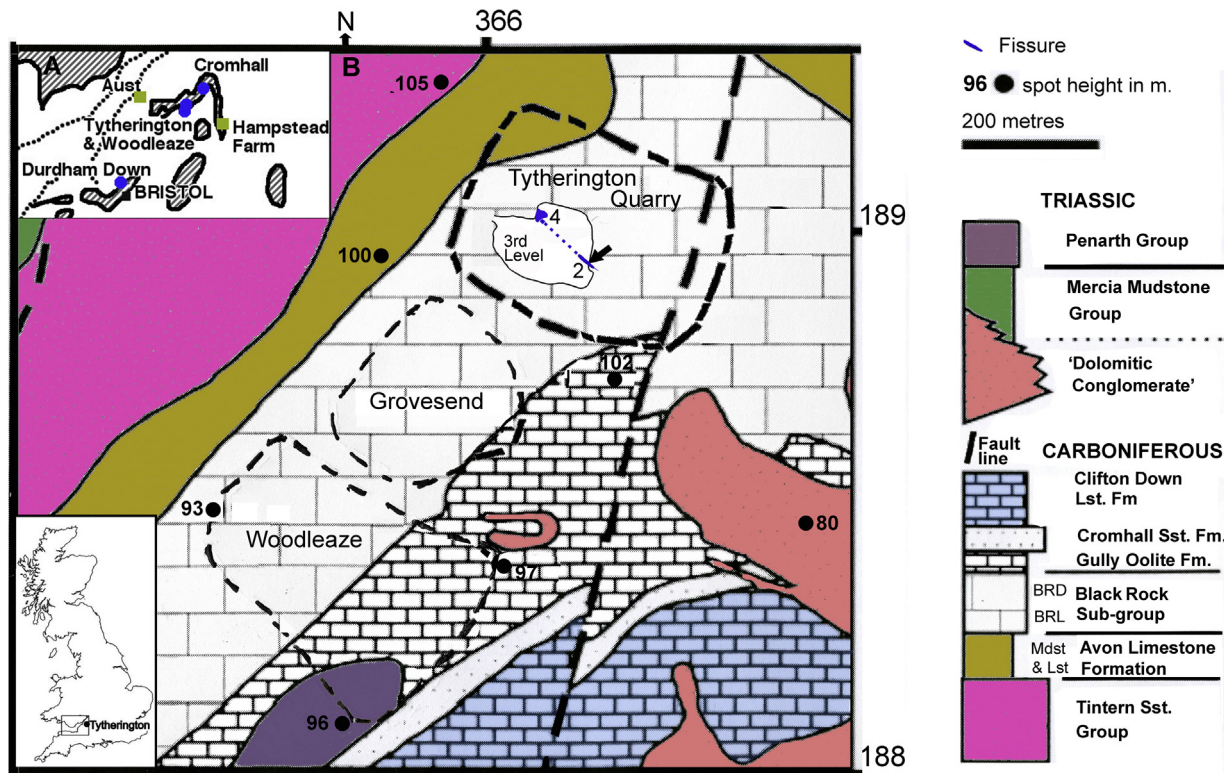 N
366
A
Cromhall
Aust
Tytherington
& Woodleaze
Hampstead
Farm
Durdham Down
BRISTOL
B
105
Tytherington
Quarry
4
3rd
Level
2
100
189
102
Grovesend
93
Woodleaze
80
97
96
188
Tytherington
Fissure
96 spot height in m.
200 metres
TRIASSIC
Penarth Group
Mercia Mudstone
Group
‘Dolomitic
Conglomerate’
Fault
line
CARBONIFEROUS
Clifton Down
Lst. Fm
Cromhall Sst. Fm.
Gully Oolite Fm.
BRD Black Rock
BRL Sub-group
Mdst Avon Limestone
& Lst Formation
Tintern Sst.
Group